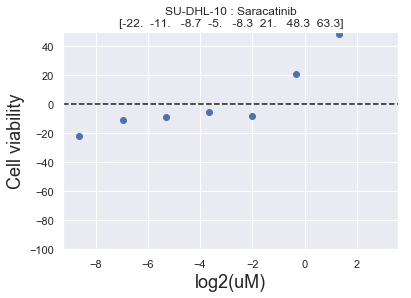 SU-DHL-10 : Saracatinib
[-22. -11. -8.7 -5. -8.3 21. 48.3 63.3]
40
20
0
−20
−40
−60
−80
−100
Cell viability
−8 −6 −4 −2 0 2
log2(uM)